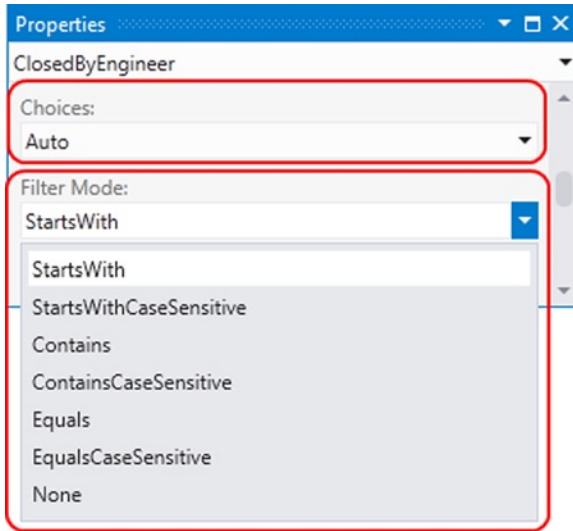 Properties
ClosedByEngineer
Choices:
Auto
Filter Mode:
StartsWith
StartsWith
StartsWithCaseSensitive
Contains
ContainsCaseSensitive
Equals
EqualsCaseSensitive
None